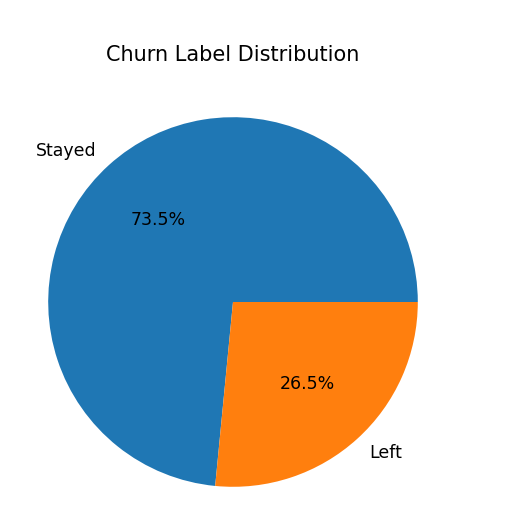 Churn Label Distribution
Stayed
73.5%
26.5%
Left